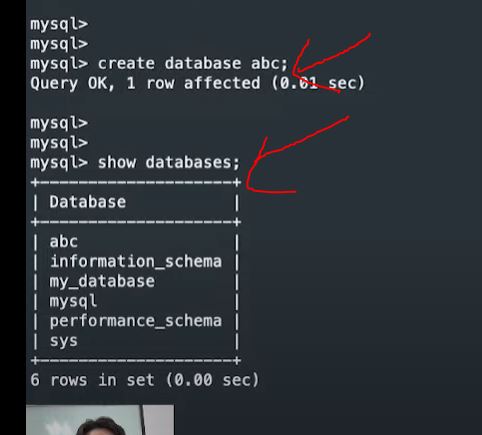 mysql>
mysql>
mysql> create database abc;
Query OK, 1 row affected (0.01 sec)
mysql>
mysql>
mysql> show databases;
+--------------------+
| Database           |
+--------------------+
| abc                |
| information_schema |
| my_database        |
| mysql              |
| performance_schema |
| sys                |
+--------------------+
6 rows in set (0.00 sec)